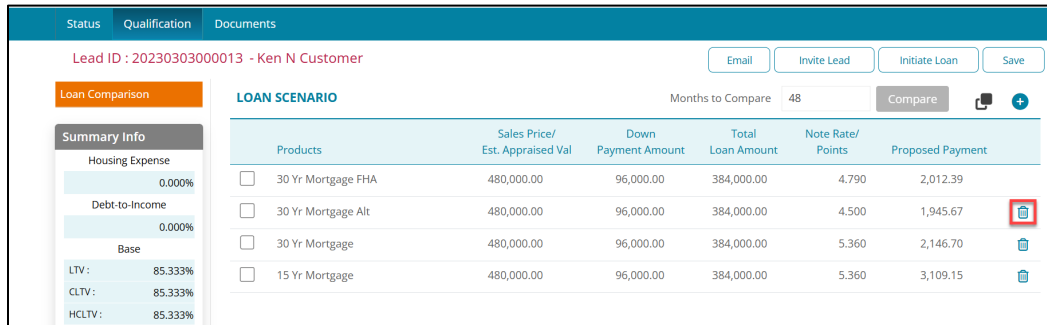 Status Qualification Documents
Lead ID : 20230303000013 - Ken N Customer
Email Invite Lead Initiate Loan Save
Loan Comparison
LOAN SCENARIO
Months to Compare 48 Compare
Summary Info
Housing Expense
0.000%
Debt-to-Income
0.000%
Base
LTV : 85.333%
CLTV : 85.333%
HCLTV : 85.333%
Products Sales Price/ Est. Appraised Val Down Payment Amount Total Loan Amount Note Rate/ Points Proposed Payment
30 Yr Mortgage FHA 480,000.00 96,000.00 384,000.00 4.790 2,012.39
30 Yr Mortgage Alt 480,000.00 96,000.00 384,000.00 4.500 1,945.67
30 Yr Mortgage 480,000.00 96,000.00 384,000.00 5.360 2,146.70
15 Yr Mortgage 480,000.00 96,000.00 384,000.00 5.360 3,109.15